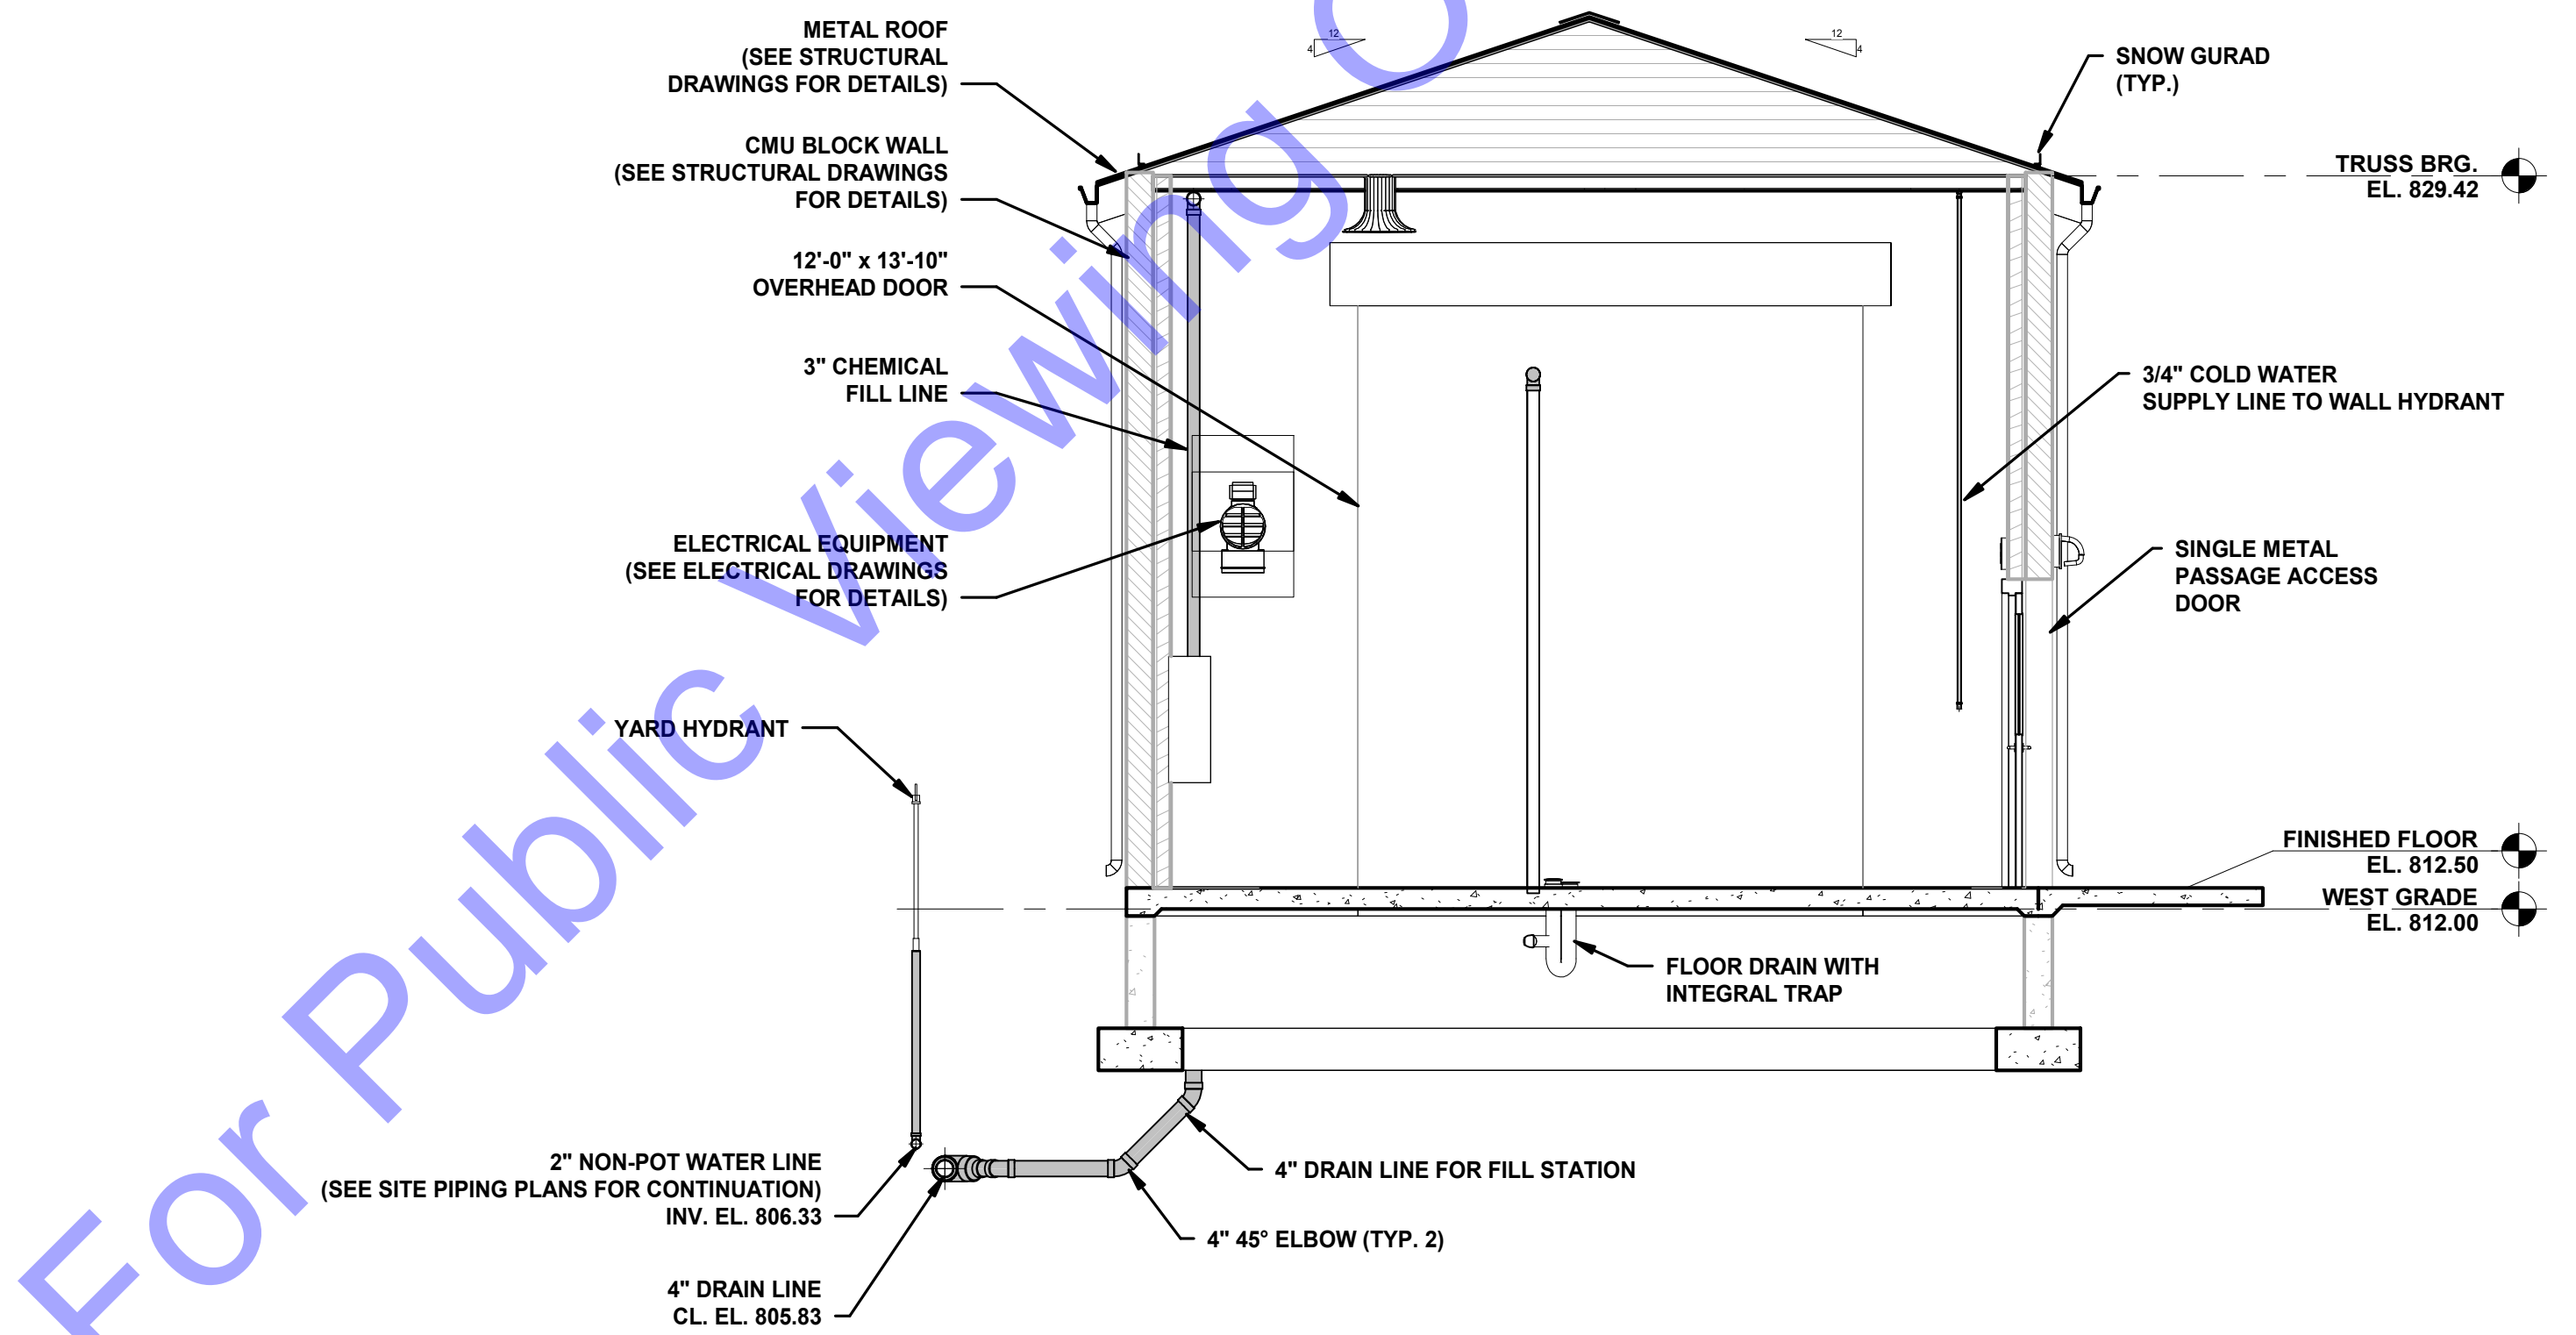 METAL ROOF
(SEE STRUCTURAL
DRAWINGS FOR DETAILS)
CMU BLOCK WALL
(SEE STRUCTURAL DRAWINGS
FOR DETAILS)
12'-0" x 13'-10"
OVERHEAD DOOR
3" CHEMICAL
FILL LINE
ELECTRICAL EQUIPMENT
(SEE ELECTRICAL DRAWINGS
FOR DETAILS)
YARD HYDRANT
2" NON-POT WATER LINE
(SEE SITE PIPING PLANS FOR CONTINUATION)
INV. EL. 806.33
4" DRAIN LINE
CL. EL. 805.83
12
4
12
4
SNOW GURAD
(TYP.)
TRUSS BRG.
EL. 829.42
3/4" COLD WATER
SUPPLY LINE TO WALL HYDRANT
SINGLE METAL
PASSAGE ACCESS
DOOR
FINISHED FLOOR
EL. 812.50
WEST GRADE
EL. 812.00
FLOOR DRAIN WITH
INTEGRAL TRAP
4" DRAIN LINE FOR FILL STATION
4" 45° ELBOW (TYP. 2)
For Public Viewing